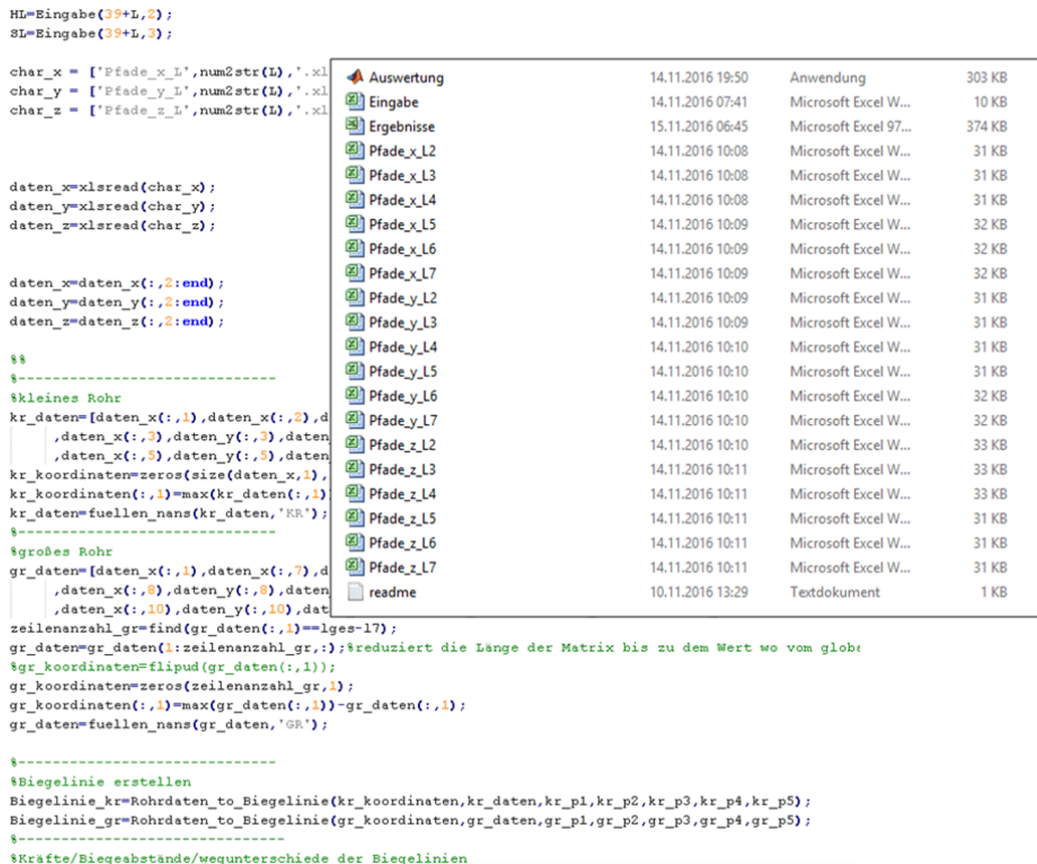 HL=Eingabe(39+L,2);
SL=Eingabe(39+L,3);
char_x = ['Pfade_x_L',num2str(L),'.xl
char_y = ['Pfade_y_L',num2str(L),'.xl
char_z = ['Pfade_z_L',num2str(L),'.xl
daten_x=xlsread(char_x);
daten_y=xlsread(char_y);
daten_z=xlsread(char_z);
daten_x=daten_x(:,2:end);
daten_y=daten_y(:,2:end);
daten_z=daten_z(:,2:end);
%%
%------------------------------
%kleines Rohr
kr_daten=[daten_x(:,1),daten_x(:,2),d
,daten_x(:,3),daten_y(:,3),daten
,daten_x(:,5),daten_y(:,5),daten
kr_koordinaten=zeros(size(daten_x,1),
kr_koordinaten(:,1)=max(kr_daten(:,1)
kr_daten=fuellen_nans(kr_daten,'KR');
%------------------------------
%großes Rohr
gr_daten=[daten_x(:,1),daten_x(:,7),d
,daten_x(:,8),daten_y(:,8),daten
,daten_x(:,10),daten_y(:,10),dat
zeilenanzahl_gr=find(gr_daten(:,1)==lges-l7);
gr_daten=gr_daten(1:zeilenanzahl_gr,:);%reduziert die Länge der Matrix bis zu dem Wert wo vom globa
%gr_koordinaten=flipud(gr_daten(:,1));
gr_koordinaten=zeros(zeilenanzahl_gr,1);
gr_koordinaten(:,1)=max(gr_daten(:,1))-gr_daten(:,1);
gr_daten=fuellen_nans(gr_daten,'GR');
%------------------------------
%Biegelinie erstellen
Biegelinie_kr=Rohrdaten_to_Biegelinie(kr_koordinaten,kr_daten,kr_p1,kr_p2,kr_p3,kr_p4,kr_p5);
Biegelinie_gr=Rohrdaten_to_Biegelinie(gr_koordinaten,gr_daten,gr_p1,gr_p2,gr_p3,gr_p4,gr_p5);
%-------------------------------
%Kräfte/Biegeabstände/wegunterschiede der Biegelinien
Auswertung 14.11.2016 19:50 Anwendung 303 KB
Eingabe 14.11.2016 07:41 Microsoft Excel W... 10 KB
Ergebnisse 15.11.2016 06:45 Microsoft Excel 97... 374 KB
Pfade_x_L2 14.11.2016 10:08 Microsoft Excel W... 31 KB
Pfade_x_L3 14.11.2016 10:08 Microsoft Excel W... 31 KB
Pfade_x_L4 14.11.2016 10:08 Microsoft Excel W... 31 KB
Pfade_x_L5 14.11.2016 10:09 Microsoft Excel W... 32 KB
Pfade_x_L6 14.11.2016 10:09 Microsoft Excel W... 32 KB
Pfade_x_L7 14.11.2016 10:09 Microsoft Excel W... 32 KB
Pfade_y_L2 14.11.2016 10:09 Microsoft Excel W... 31 KB
Pfade_y_L3 14.11.2016 10:09 Microsoft Excel W... 31 KB
Pfade_y_L4 14.11.2016 10:10 Microsoft Excel W... 31 KB
Pfade_y_L5 14.11.2016 10:10 Microsoft Excel W... 31 KB
Pfade_y_L6 14.11.2016 10:10 Microsoft Excel W... 32 KB
Pfade_y_L7 14.11.2016 10:10 Microsoft Excel W... 32 KB
Pfade_z_L2 14.11.2016 10:10 Microsoft Excel W... 33 KB
Pfade_z_L3 14.11.2016 10:11 Microsoft Excel W... 33 KB
Pfade_z_L4 14.11.2016 10:11 Microsoft Excel W... 33 KB
Pfade_z_L5 14.11.2016 10:11 Microsoft Excel W... 31 KB
Pfade_z_L6 14.11.2016 10:11 Microsoft Excel W... 31 KB
Pfade_z_L7 14.11.2016 10:11 Microsoft Excel W... 31 KB
readme 10.11.2016 13:29 Textdokument 1 KB